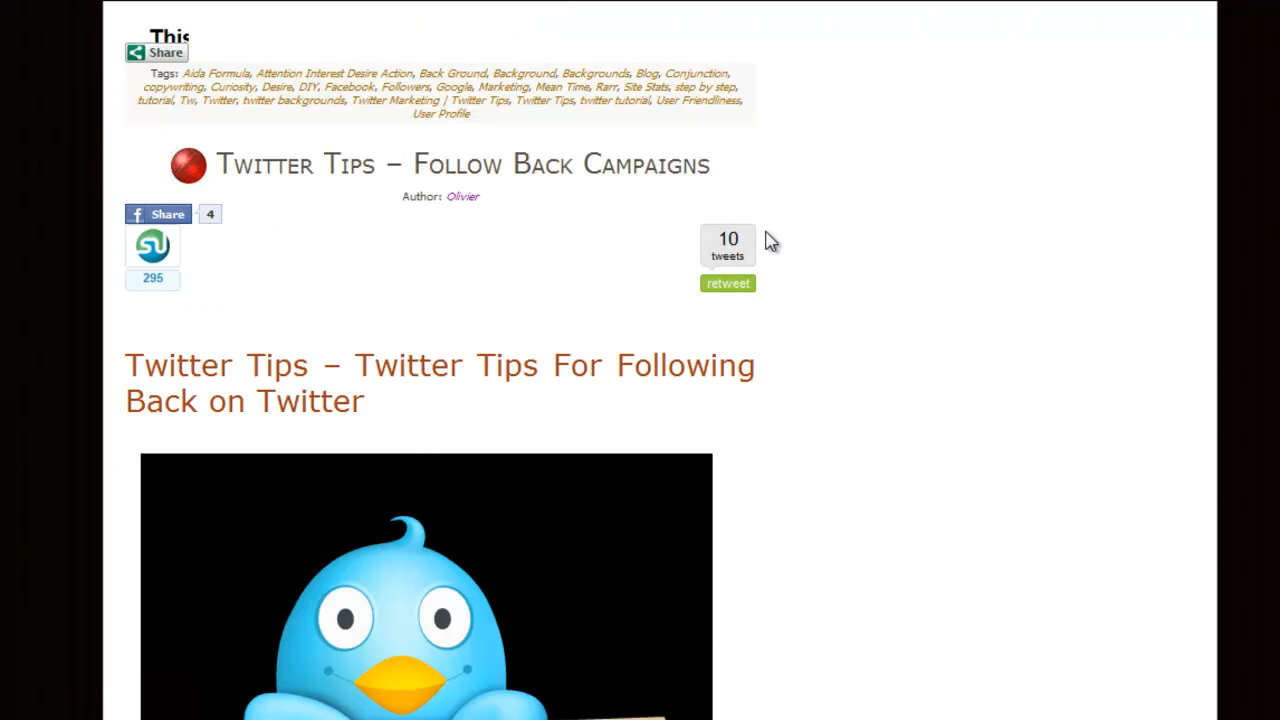 This
Share
Tags: Aida Formula, Attention Interest Desire Action, Back Ground, Background, Backgrounds, Blog, Conjunction,
copywriting, Curiosity, Desire, DIY, Facebook, Followers, Google, Marketing, Mean Time, Rarr, Site Stats, step by step,
tutorial, Tw, Twitter, twitter backgrounds, Twitter Marketing | Twitter Tips, Twitter Tips, twitter tutorial, User Friendliness,
User Profile
Twitter Tips – Follow Back Campaigns
Author: Olivier
f Share 4
295
10
tweets
retweet
Twitter Tips – Twitter Tips For Following
Back on Twitter